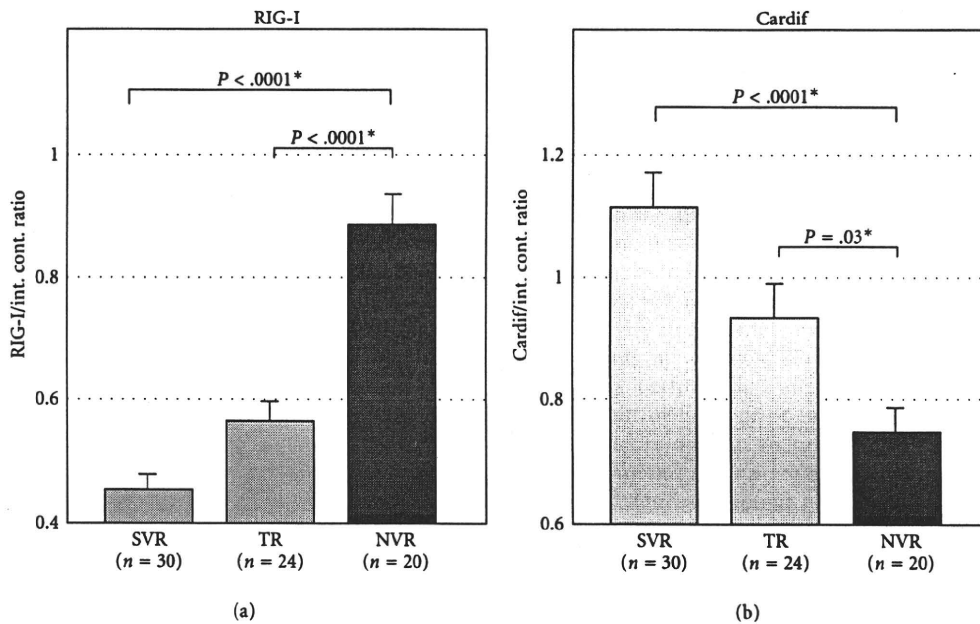 RIG-I
RIG-I/int. cont. ratio
1
0.8
0.6
0.4
P < .0001*
P < .0001*
SVR
(n = 30)
TR
(n = 24)
NVR
(n = 20)
(a)
Cardif
Cardif/int. cont. ratio
1.2
1
0.8
0.6
P < .0001*
P = .03*
SVR
(n = 30)
TR
(n = 24)
NVR
(n = 20)
(b)